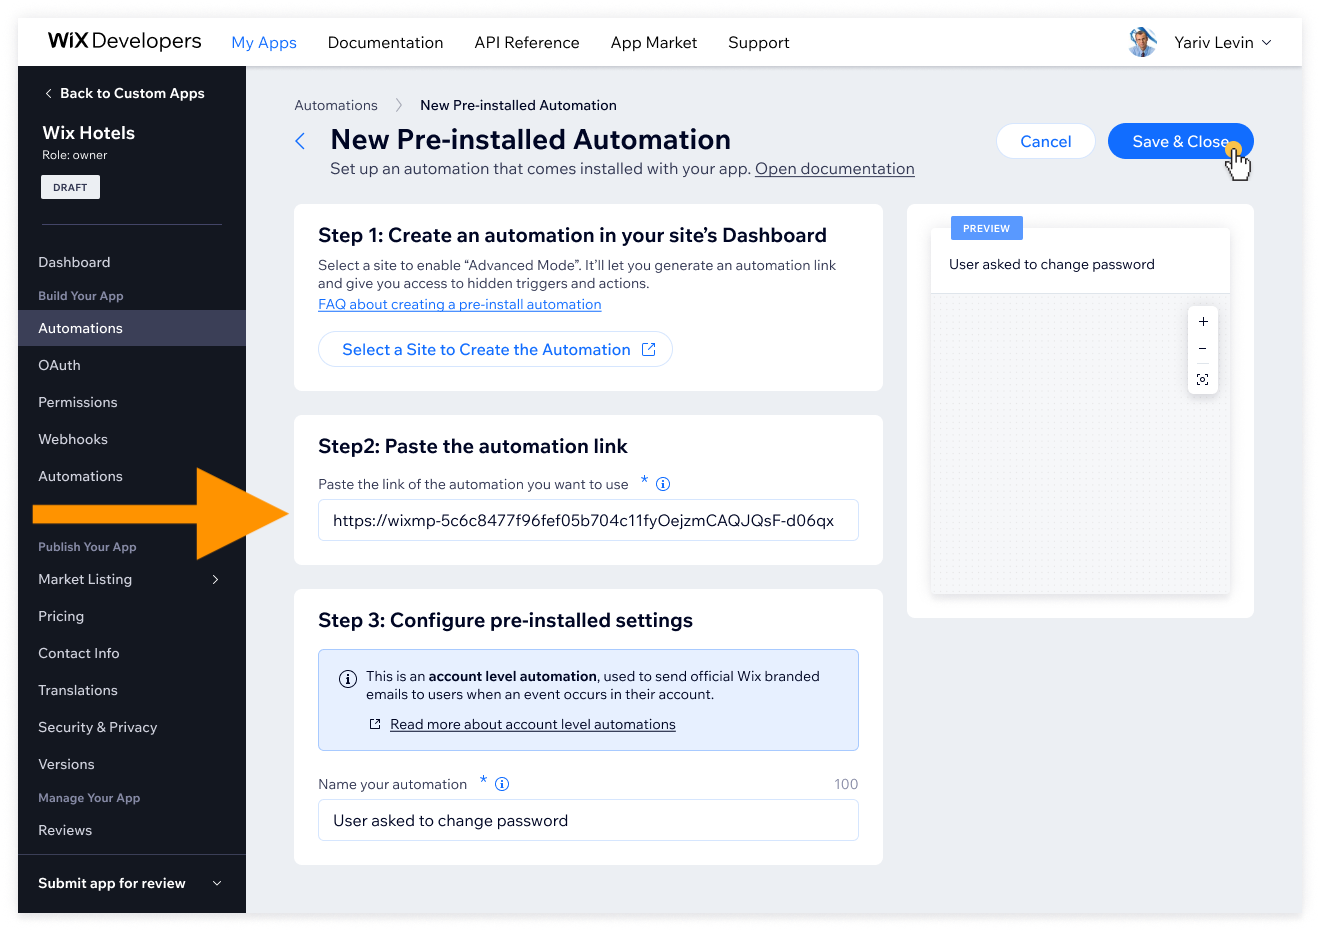 WiX Developers My Apps Documentation API Reference App Market Support Yariv Levin
Back to Custom Apps
Wix Hotels
Role: owner
DRAFT
Dashboard
Build Your App
Automations
OAuth
Permissions
Webhooks
Automations
Publish Your App
Market Listing
Pricing
Contact Info
Translations
Security & Privacy
Versions
Manage Your App
Reviews
Submit app for review
Automations New Pre-installed Automation
New Pre-installed Automation
Set up an automation that comes installed with your app. Open documentation
Cancel
Save & Close
Step 1: Create an automation in your site’s Dashboard
Select a site to enable “Advanced Mode”. It’ll let you generate an automation link
and give you access to hidden triggers and actions.
FAQ about creating a pre-install automation
Select a Site to Create the Automation
Step2: Paste the automation link
Paste the link of the automation you want to use *
https://wixmp-5c6c8477f96fef05b704c11fyOejzmCAQJQsF-d06qx
Step 3: Configure pre-installed settings
This is an account level automation, used to send official Wix branded
emails to users when an event occurs in their account.
Read more about account level automations
Name your automation * 100
User asked to change password
PREVIEW
User asked to change password